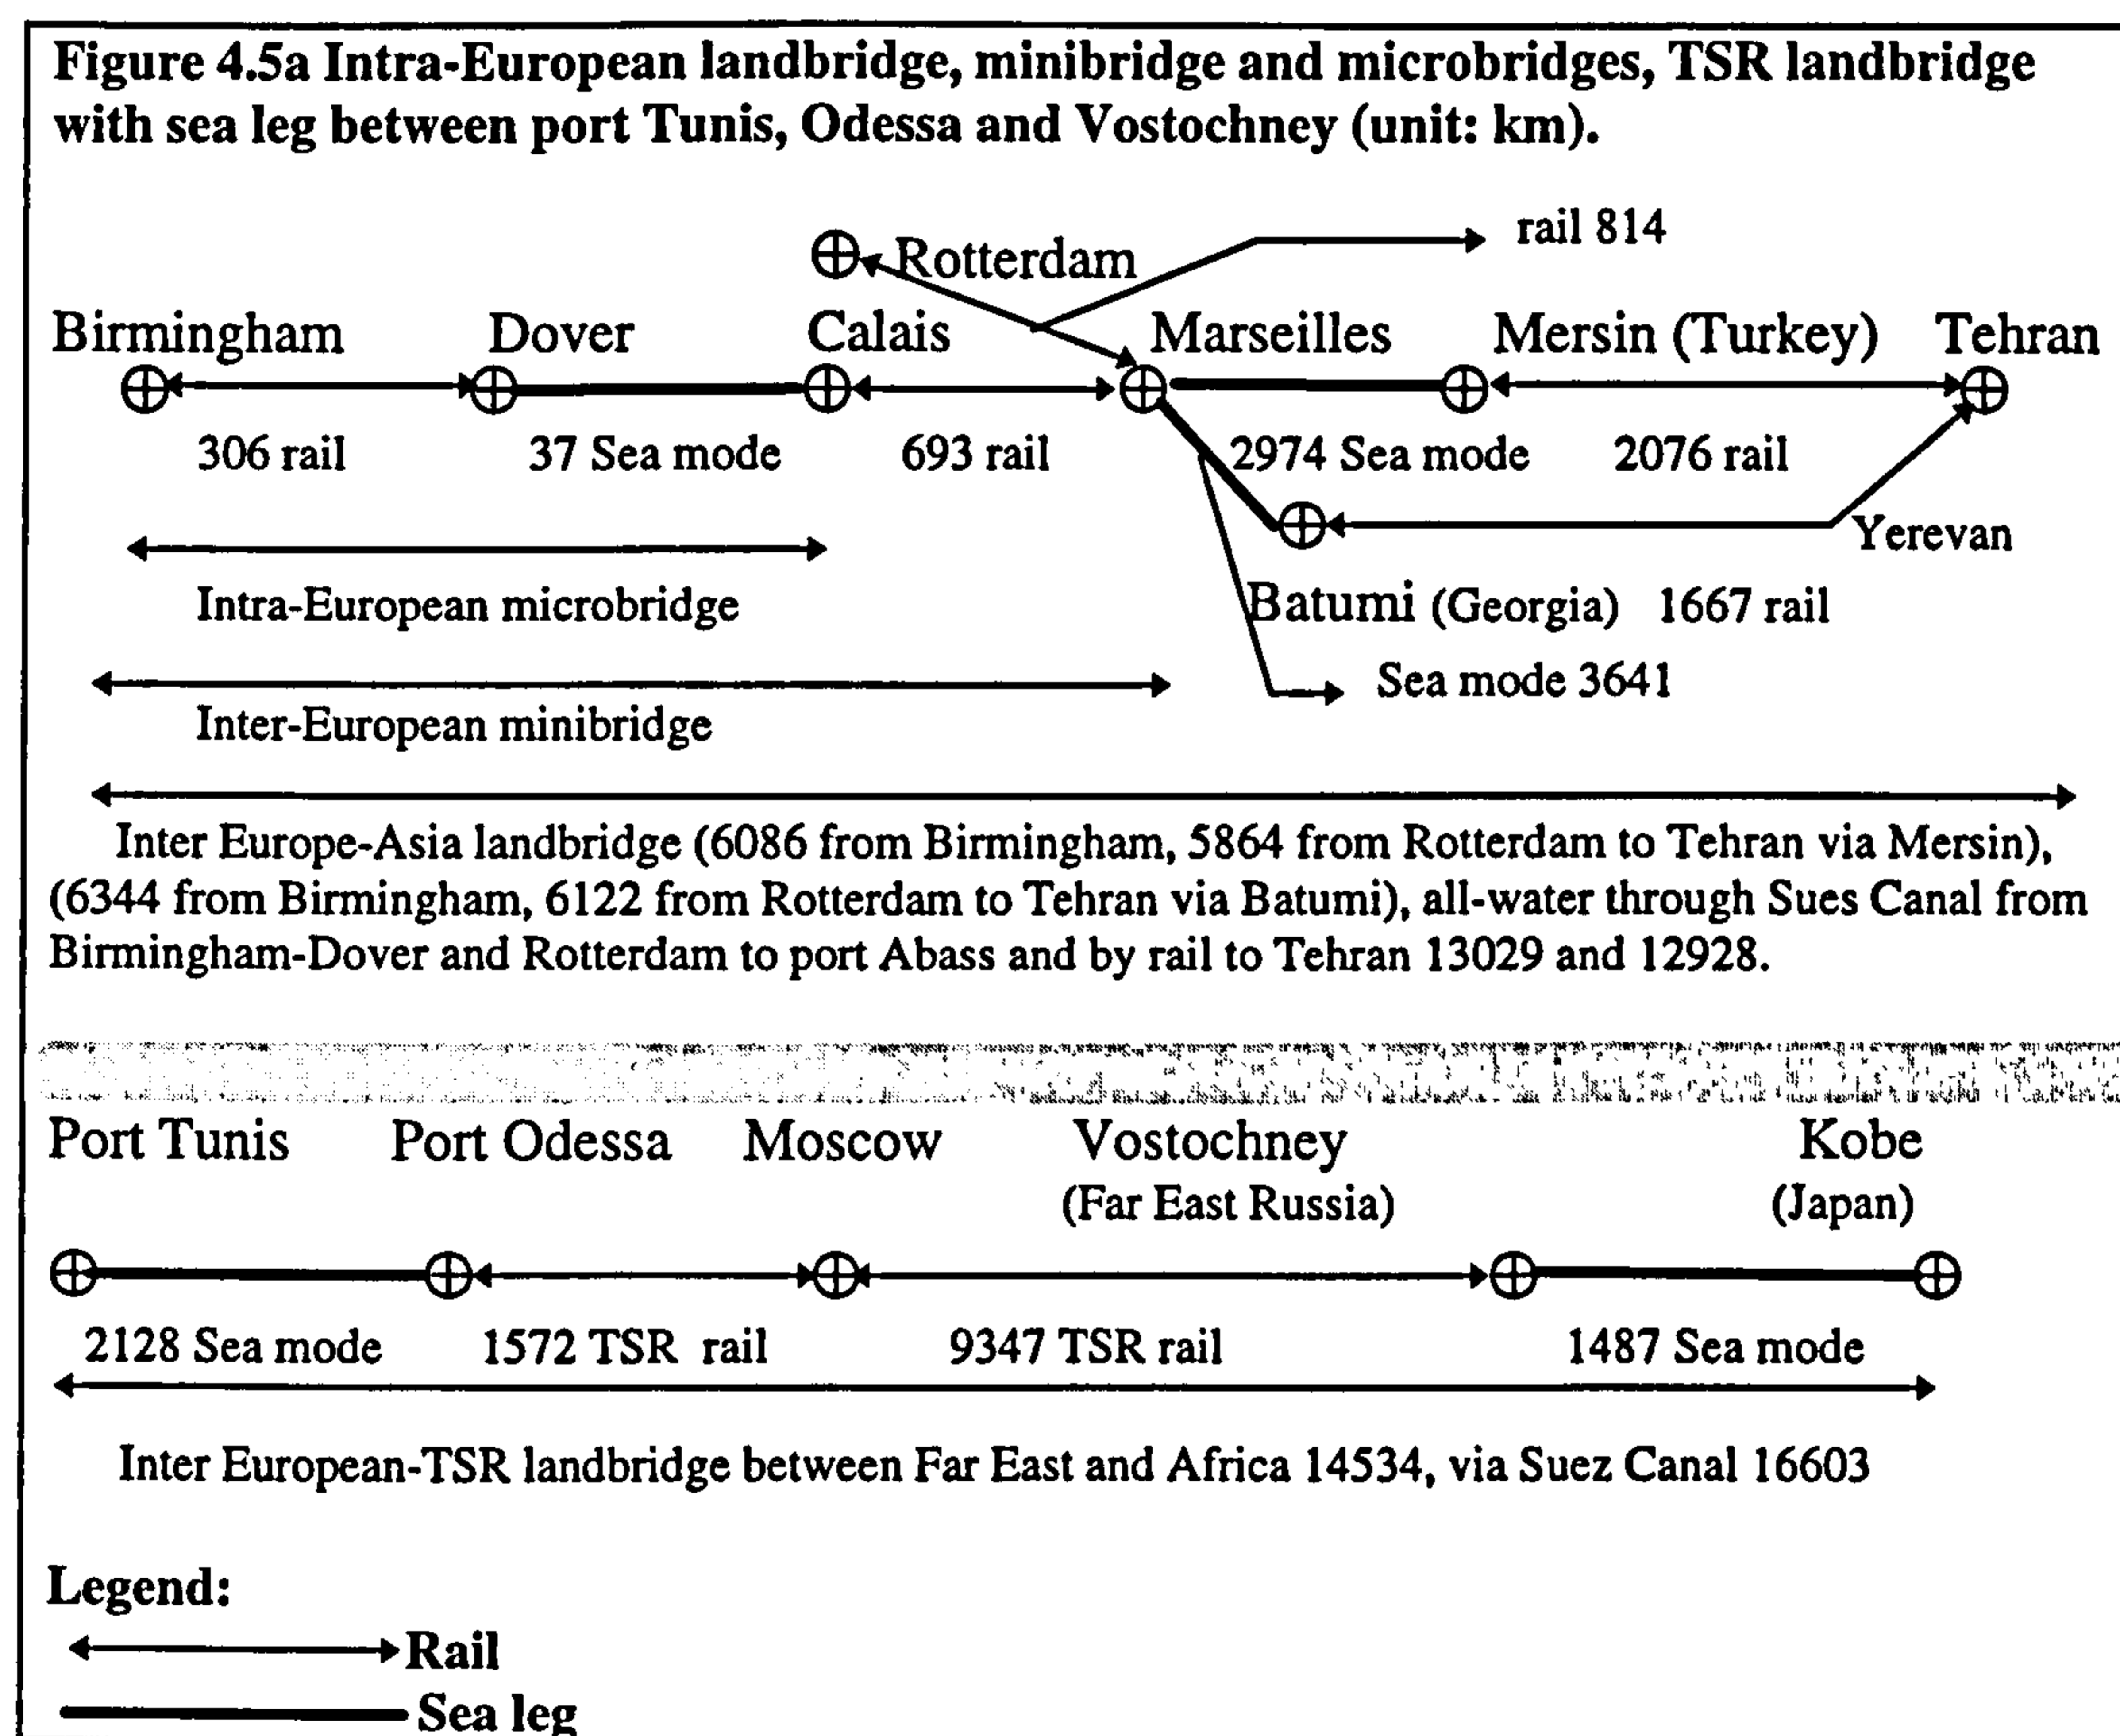 Figure 4.5a Intra-European landbridge, minibridge and microbridges, TSR landbridge
with sea leg between port Tunis, Odessa and Vostochney (unit: km).
rail 814
Rotterdam
Birmingham Dover Calais Marseilles Mersin (Turkey) Tehran
306 rail 37 Sea mode 693 rail 2974 Sea mode 2076 rail
Yerevan
Intra-European microbridge
Batumi (Georgia) 1667 rail
Sea mode 3641
Inter-European minibridge
Inter Europe-Asia landbridge (6086 from Birmingham, 5864 from Rotterdam to Tehran via Mersin),
(6344 from Birmingham, 6122 from Rotterdam to Tehran via Batumi), all-water through Sues Canal from
Birmingham-Dover and Rotterdam to port Abass and by rail to Tehran 13029 and 12928.
Port Tunis Port Odessa Moscow Vostochney Kobe
(Far East Russia) (Japan)
2128 Sea mode 1572 TSR rail 9347 TSR rail 1487 Sea mode
Inter European-TSR landbridge between Far East and Africa 14534, via Suez Canal 16603
Legend:
Rail
Sea leg